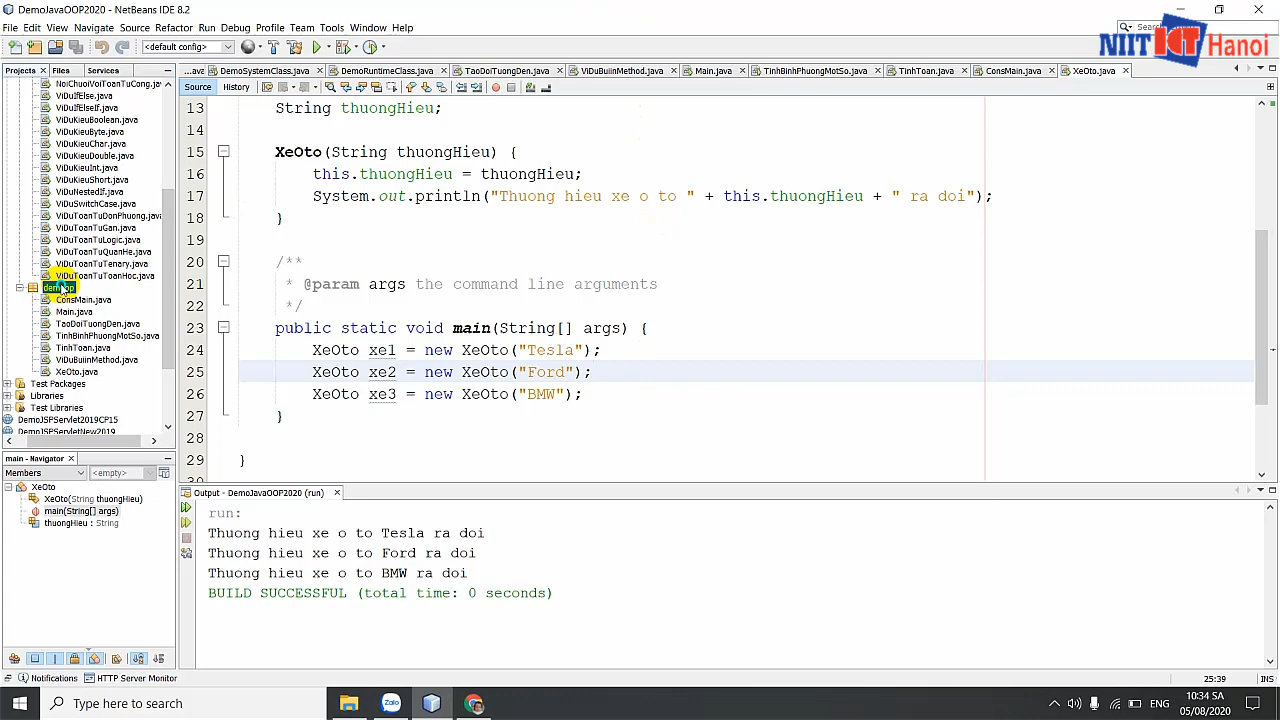 DemoJavaOOP2020 - NetBeans IDE 8.2
File Edit View Navigate Source Refactor Run Debug Profile Team Tools Window Help
NIIT ICT Hanoi
<default config>
Projects Files Services
...ava DemoSystemClass.java DemoRuntimeClass.java TaoDoiTuongDen.java ViDuBuiinMethod.java Main.java TinhBinhPhuongMotSo.java TinhToan.java ConsMain.java XeOto.java
Source History
NoiChuoiVoiToanTuCong.jav
ViDuIfElse.java
ViDuIfElseIf.java
ViDuKieuBoolean.java
ViDuKieuByte.java
ViDuKieuChar.java
ViDuKieuDouble.java
ViDuKieuInt.java
ViDuKieuShort.java
ViDuNestedIf.java
ViDuSwitchCase.java
ViDuToanTuDonPhuong.java
ViDuToanTuGan.java
ViDuToanTuLogic.java
ViDuToanTuQuanHe.java
ViDuToanTuTenary.java
ViDuToanTuToanHoc.java
ConsMain.java
Main.java
TaoDoiTuongDen.java
TinhBinhPhuongMotSo.java
TinhToan.java
ViDuBuiinMethod.java
XeOto.java
Test Packages
Libraries
Test Libraries
DemoJSPServlet2019CP15
DemoJSPServletNew2019
13 String thuongHieu;
14
15 XeOto(String thuongHieu) {
16 this.thuongHieu = thuongHieu;
17 System.out.println("Thuong hieu xe o to " + this.thuongHieu + " ra doi");
18 }
19
20 /**
21 * @param args the command line arguments
22 */
23 public static void main(String[] args) {
24 XeOto xe1 = new XeOto("Tesla");
25 XeOto xe2 = new XeOto("Ford");
26 XeOto xe3 = new XeOto("BMW");
27 }
28
29 }
main - Navigator
Members <empty>
XeOto
XeOto(String thuongHieu)
main(String[] args)
thuongHieu : String
Output - DemoJavaOOP2020 (run)
run:
Thuong hieu xe o to Tesla ra doi
Thuong hieu xe o to Ford ra doi
Thuong hieu xe o to BMW ra doi
BUILD SUCCESSFUL (total time: 0 seconds)
Notifications HTTP Server Monitor
25:39 INS
Type here to search
Zalo
ENG
10:34 SA
05/08/2020